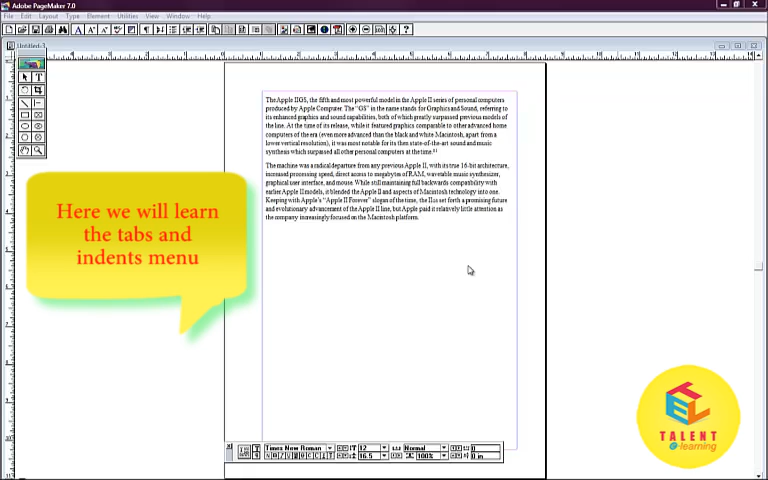 Adobe PageMaker 7.0
File Edit Layout Type Element Utilities View Window Help
Untitled-3
The Apple IIGS, the fifth and most powerful model in the Apple II series of personal computers
produced by Apple Computer. The "GS" in the name stands for Graphics and Sound, referring to
its enhanced graphics and sound capabilities, both of which greatly surpassed previous models of
the line. At the time of its release, while it featured graphics comparable to other advanced home
computers of the era (even more advanced than the black and white Macintosh, apart from a
lower vertical resolution), it was most notable for its then state-of-the-art sound and music
synthesis which surpassed all other personal computers at the time.
The machine was a radical departure from any previous Apple II, with its true 16-bit architecture,
increased processing speed, direct access to megabytes of RAM, wavetable music synthesizer,
graphical user interface, and mouse. While still maintaining full backwards compatibility with
earlier Apple II models, it blended the Apple II and aspects of Macintosh technology into one.
Keeping with Apple's "Apple II Forever" slogan of the time, the IIGS set forth a promising future
and evolutionary advancement of the Apple II line, but Apple paid it relatively little attention as
the company increasingly focused on the Macintosh platform.
Here we will learn
the tabs and
indents menu
TEL
TALENT
e-learning
Times New Roman 12 Normal 0
N B I U 16.5 100% 0 in